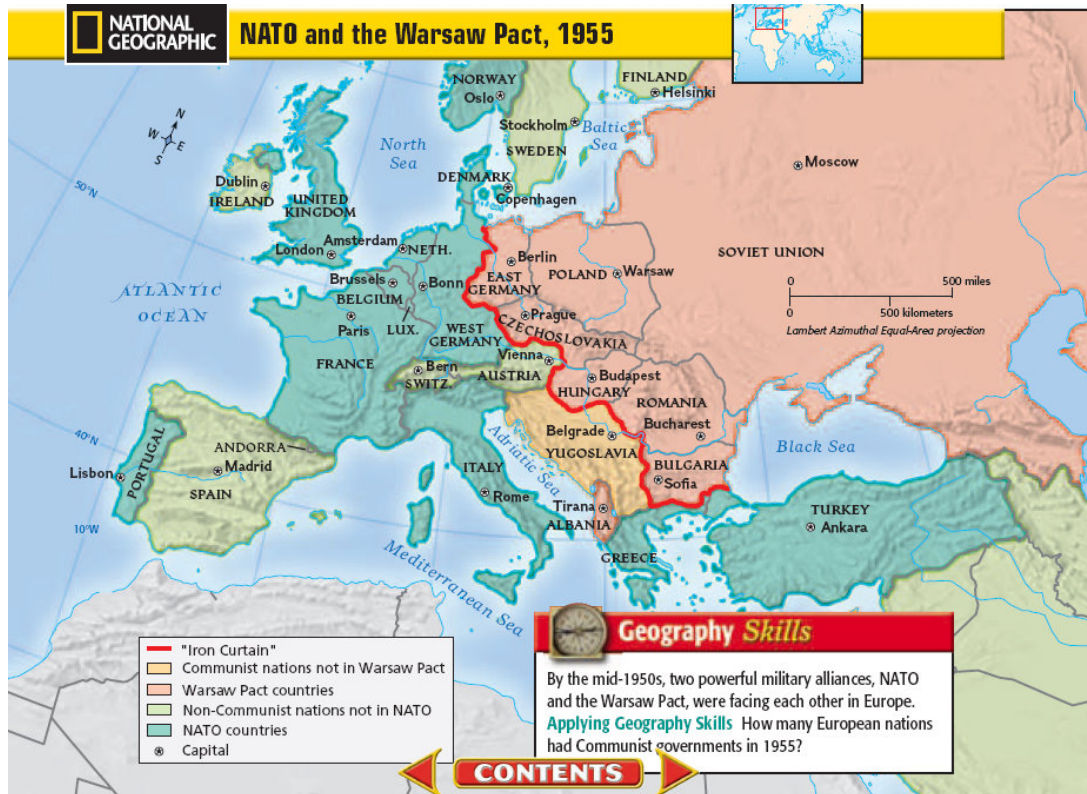 NATIONAL
GEOGRAPHIC
NATO and the Warsaw Pact, 1955
NORWAY
Oslo
FINLAND
Helsinki
Stockholm
SWEDEN
Baltic
Sea
North
Sea
N
W
E
S
Moscow
50°N
Dublin
IRELAND
UNITED
KINGDOM
DENMARK
Copenhagen
London
Amsterdam
NETH.
Berlin
EAST
GERMANY
POLAND
Warsaw
SOVIET UNION
0 500 miles
0 500 kilometers
Lambert Azimuthal Equal-Area projection
ATLANTIC
OCEAN
Brussels
BELGIUM
Bonn
Prague
CZECHOSLOVAKIA
Paris
LUX.
WEST
GERMANY
FRANCE
Vienna
Bern
SWITZ.
AUSTRIA
Budapest
HUNGARY
ROMANIA
Bucharest
Belgrade
YUGOSLAVIA
Black Sea
40°N
ANDORRA
Adriatic Sea
BULGARIA
Sofia
Lisbon
PORTUGAL
Madrid
SPAIN
ITALY
Rome
Tirana
ALBANIA
TURKEY
Ankara
10°W
GREECE
Mediterranean Sea
"Iron Curtain"
Communist nations not in Warsaw Pact
Warsaw Pact countries
Non-Communist nations not in NATO
NATO countries
Capital
Geography Skills
By the mid-1950s, two powerful military alliances, NATO
and the Warsaw Pact, were facing each other in Europe.
Applying Geography Skills How many European nations
had Communist governments in 1955?
CONTENTS